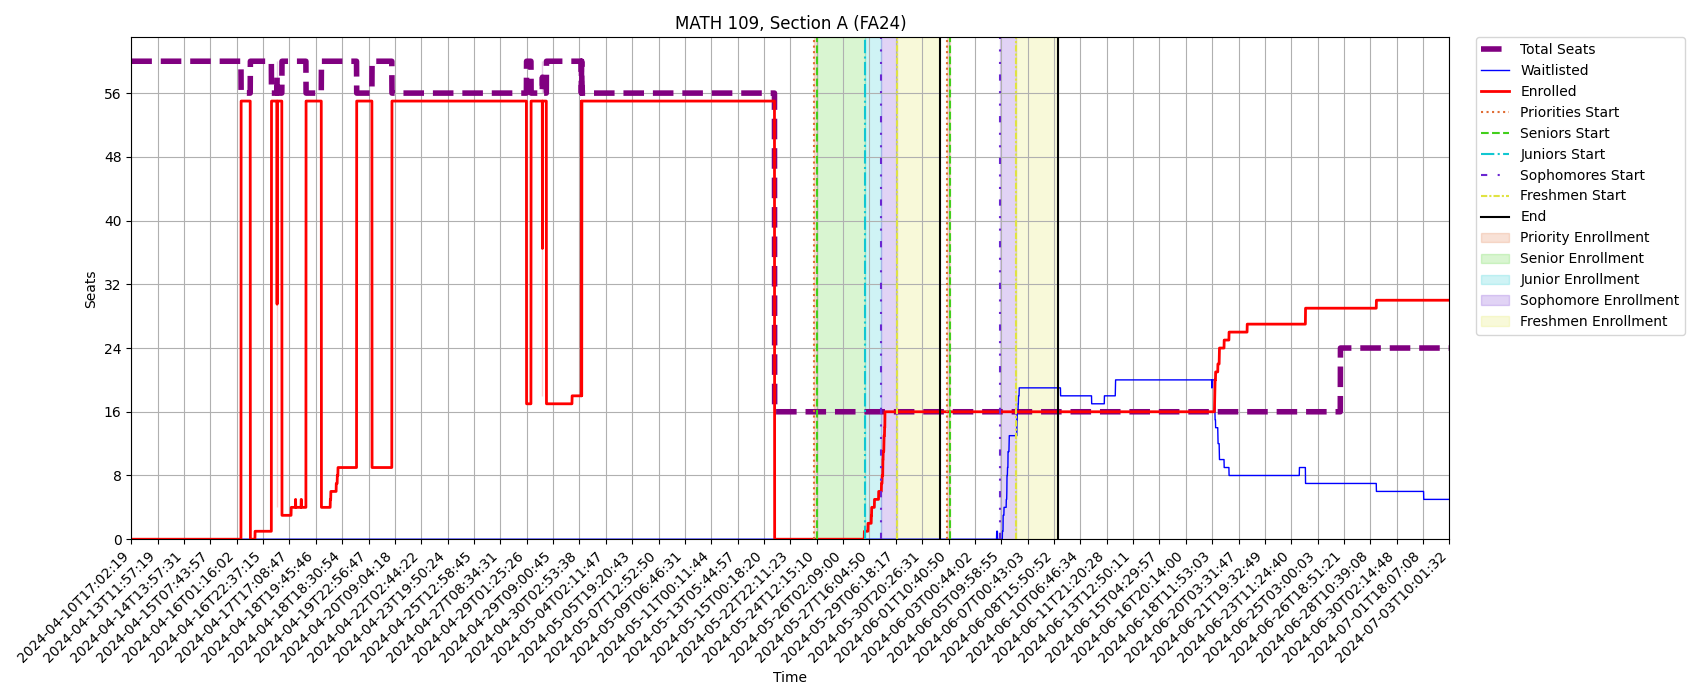 MATH 109, Section A (FA24)
Seats
56
48
40
32
24
16
8
0
2024-04-10T17:02:19
2024-04-13T11:57:19
2024-04-14T13:57:31
2024-04-15T07:43:57
2024-04-16T01:16:02
2024-04-16T22:37:15
2024-04-17T17:08:47
2024-04-18T19:45:46
2024-04-18T18:30:54
2024-04-19T22:56:47
2024-04-20T09:04:18
2024-04-22T02:44:22
2024-04-23T19:50:24
2024-04-25T12:58:45
2024-04-27T08:34:31
2024-04-29T01:25:26
2024-04-29T09:00:45
2024-04-30T02:53:38
2024-05-04T02:11:47
2024-05-05T19:20:43
2024-05-07T12:52:50
2024-05-09T06:46:31
2024-05-11T00:11:44
2024-05-13T05:44:57
2024-05-15T00:18:20
2024-05-22T22:11:23
2024-05-24T12:15:10
2024-05-26T02:09:00
2024-05-27T16:04:50
2024-05-29T06:18:17
2024-05-30T20:26:31
2024-06-01T10:40:50
2024-06-03T00:44:02
2024-06-05T09:58:55
2024-06-07T00:43:03
2024-06-08T15:50:52
2024-06-10T06:46:34
2024-06-11T21:20:28
2024-06-13T12:50:11
2024-06-15T04:29:57
2024-06-16T20:14:00
2024-06-18T11:53:03
2024-06-20T03:31:47
2024-06-21T19:32:49
2024-06-23T11:24:40
2024-06-25T03:00:03
2024-06-26T18:51:21
2024-06-28T10:39:08
2024-06-30T02:14:48
2024-07-01T18:07:08
2024-07-03T10:01:32
Time
Total Seats
Waitlisted
Enrolled
Priorities Start
Seniors Start
Juniors Start
Sophomores Start
Freshmen Start
End
Priority Enrollment
Senior Enrollment
Junior Enrollment
Sophomore Enrollment
Freshmen Enrollment